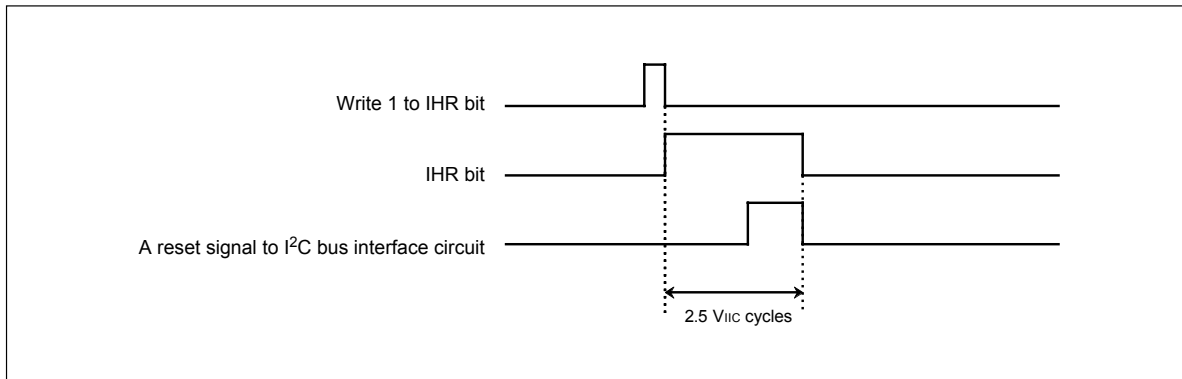 Write 1 to IHR bit
IHR bit
A reset signal to I²C bus interface circuit
2.5 VIIC cycles